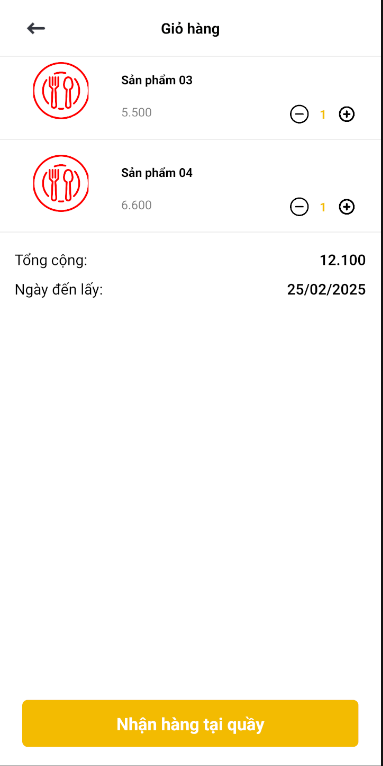 Giỏ hàng
Sản phẩm 03
5.500
1
Sản phẩm 04
6.600
1
Tổng cộng: 12.100
Ngày đến lấy: 25/02/2025
Nhận hàng tại quầy